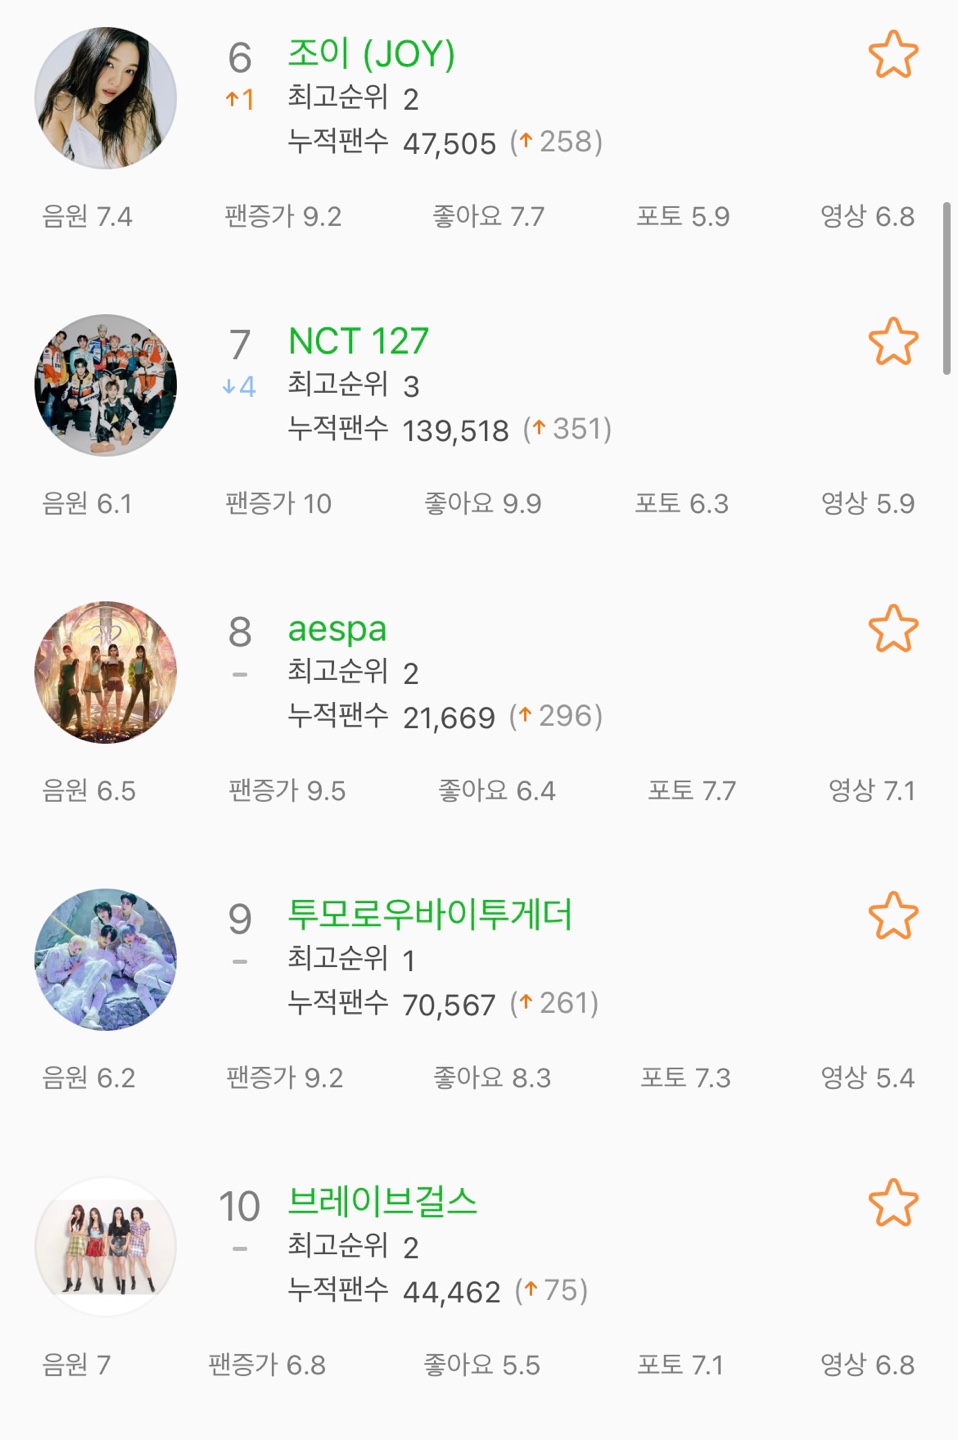 6 조이 (JOY)
↑1 최고순위 2
누적팬수 47,505 (↑258)
음원 7.4 팬증가 9.2 좋아요 7.7 포토 5.9 영상 6.8
7 NCT 127
↓4 최고순위 3
누적팬수 139,518 (↑351)
음원 6.1 팬증가 10 좋아요 9.9 포토 6.3 영상 5.9
8 aespa
– 최고순위 2
누적팬수 21,669 (↑296)
음원 6.5 팬증가 9.5 좋아요 6.4 포토 7.7 영상 7.1
9 투모로우바이투게더
– 최고순위 1
누적팬수 70,567 (↑261)
음원 6.2 팬증가 9.2 좋아요 8.3 포토 7.3 영상 5.4
10 브레이브걸스
– 최고순위 2
누적팬수 44,462 (↑75)
음원 7 팬증가 6.8 좋아요 5.5 포토 7.1 영상 6.8